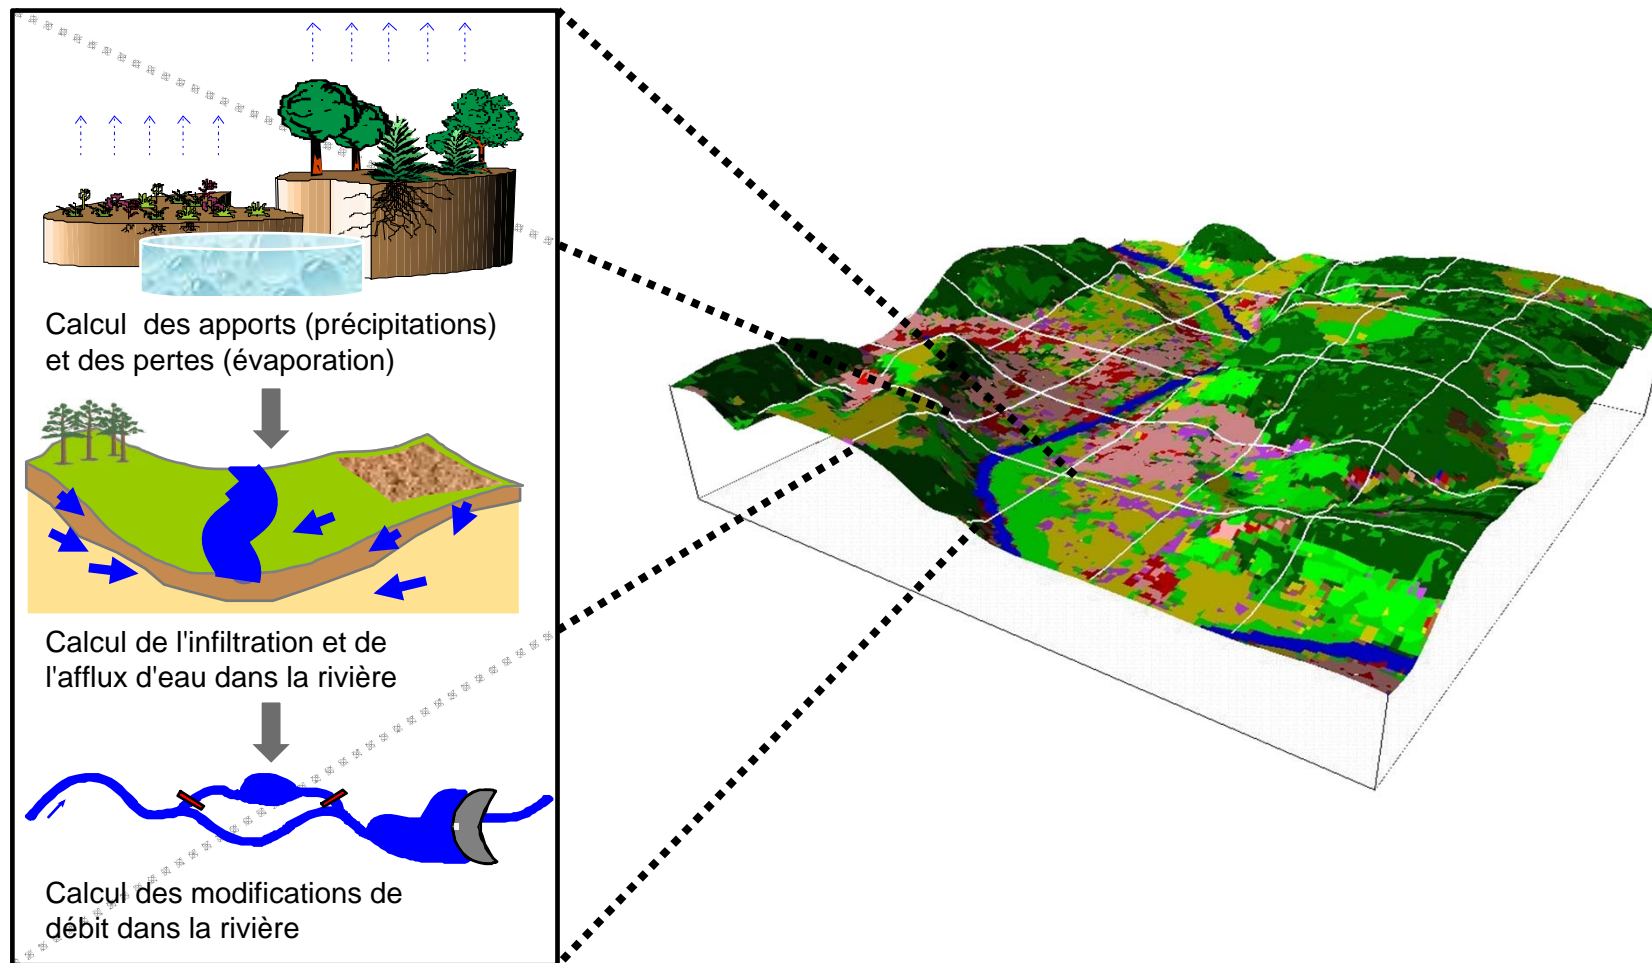 Calcul des apports (précipitations)
et des pertes (évaporation)
Calcul de l'infiltration et de
l'afflux d'eau dans la rivière
Calcul des modifications de
débit dans la rivière